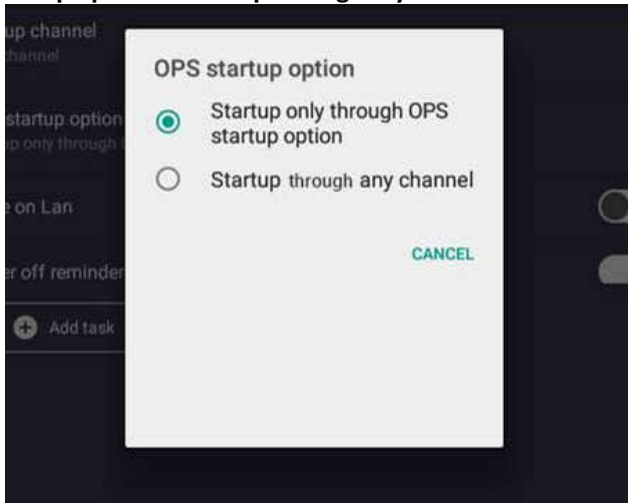 up channel
channel
startup option
up only through
OPS startup option
Startup only through OPS
startup option
Startup through any channel
e on Lan
er off reminder
CANCEL
Add task